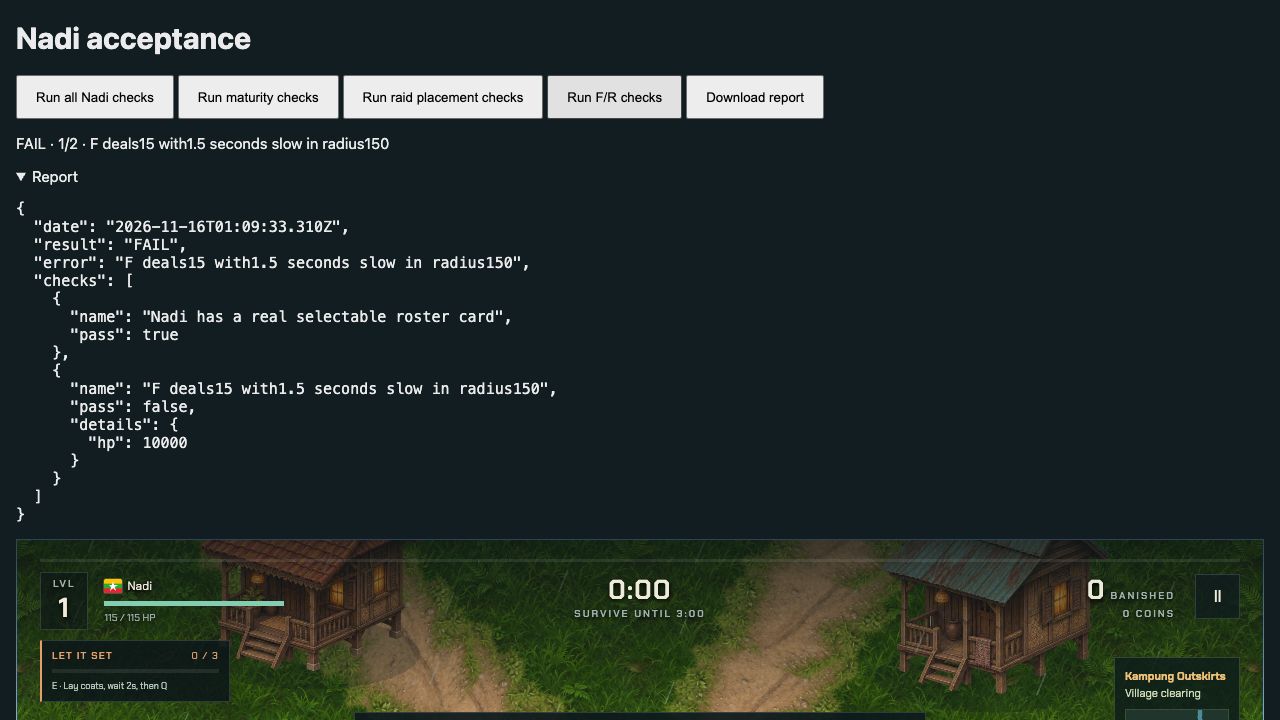 Nadi acceptance
Run all Nadi checks
Run maturity checks
Run raid placement checks
Run F/R checks
Download report
FAIL · 1/2 · F deals15 with1.5 seconds slow in radius150
▼ Report
{
  "date": "2026-11-16T01:09:33.310Z",
  "result": "FAIL",
  "error": "F deals15 with1.5 seconds slow in radius150",
  "checks": [
    {
      "name": "Nadi has a real selectable roster card",
      "pass": true
    },
    {
      "name": "F deals15 with1.5 seconds slow in radius150",
      "pass": false,
      "details": {
        "hp": 10000
      }
    }
  ]
}
LVL
1
Nadi
115 / 115 HP
0:00
SURVIVE UNTIL 3:00
0 BANISHED
0 COINS
LET IT SET 0 / 3
E · Lay coats, wait 2s, then Q
Kampung Outskirts
Village clearing